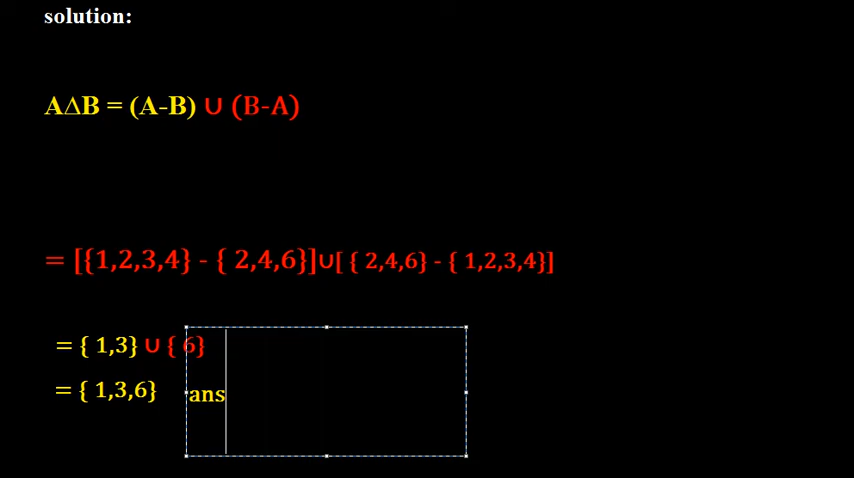 solution:
A∆B = (A-B) ∪ (B-A)
= [{1,2,3,4} - { 2,4,6}]∪[ { 2,4,6} - { 1,2,3,4}]
= { 1,3} ∪ { 6}
= { 1,3,6} ans